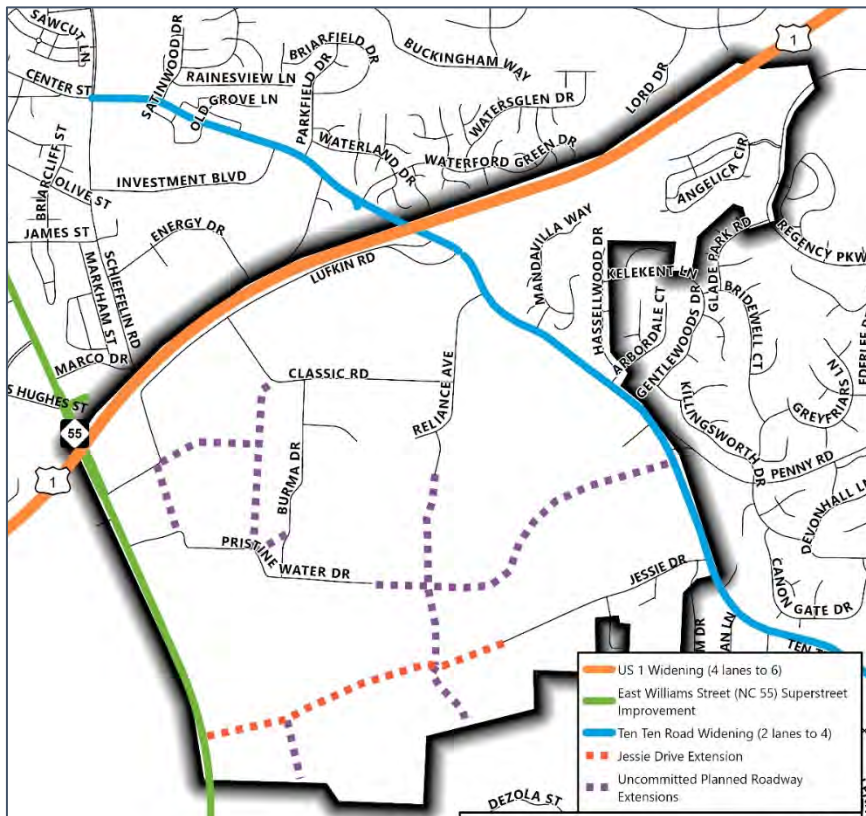 SAWCUT LN
CENTER ST
SATINWOOD DR
RAINESVIEW LN
OLD
GROVE LN
BRIARFIELD DR
PARKFIELD DR
BUCKINGHAM WAY
LORD DR
1
WATERSGLEN DR
WATERLAND DR
WATERFORD GREEN DR
INVESTMENT BLVD
BRIARCLIFF ST
OLIVE ST
JAMES ST
ENERGY DR
SCHIEFFELIN RD
MARKHAM ST
MARCO DR
S HUGHES ST
55
1
LUFKIN RD
MANDAVILLA WAY
ANGELICA CIR
REGENCY PKW
GLADE PARK RD
KELEKENT LN
HASSELLWOOD DR
ARBORDALE CT
GENTLEWOODS DR
BRIDEWELL CT
GREYFRIARS LN
KILLINGSWORTH DR
PENNY RD
DEVONHALL LN
CANON GATE DR
CLASSIC RD
RELIANCE AVE
BURMA DR
PRISTINE WATER DR
JESSIE DR
M DR
AN LN
TEN T
US 1 Widening (4 lanes to 6)
East Williams Street (NC 55) Superstreet
Improvement
Ten Ten Road Widening (2 lanes to 4)
Jessie Drive Extension
Uncommitted Planned Roadway
Extensions
DEZOLA ST